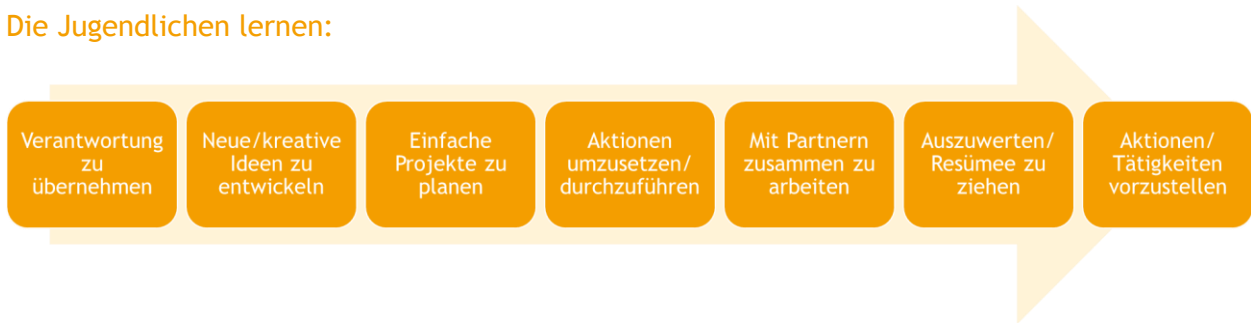 Die Jugendlichen lernen:
Verantwortung
zu
übernehmen
Neue/kreative
Ideen zu
entwickeln
Einfache
Projekte zu
planen
Aktionen
umzusetzen/
durchzuführen
Mit Partnern
zusammen zu
arbeiten
Auszuwerten/
Resümee zu
ziehen
Aktionen/
Tätigkeiten
vorzustellen